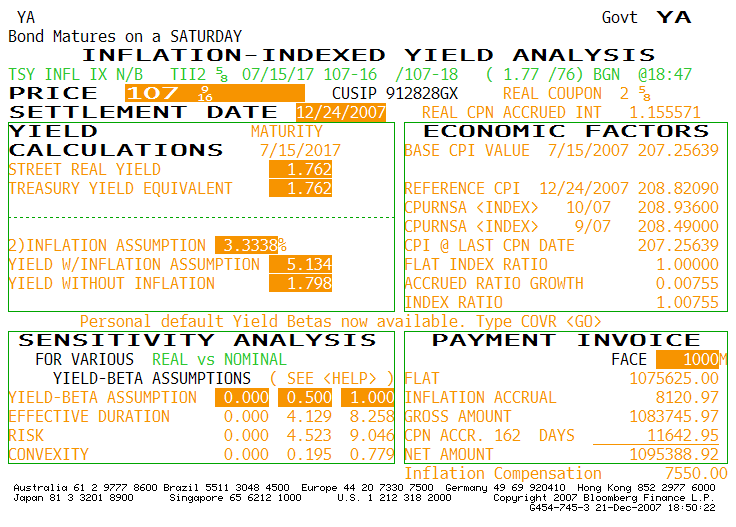 YA Govt YA
Bond Matures on a SATURDAY
INFLATION-INDEXED YIELD ANALYSIS
TSY INFL IX N/B TII2 ⅝ 07/15/17 107-16 /107-18 ( 1.77 /76) BGN @18:47
PRICE 107 9/16 CUSIP 912828GX REAL COUPON 2 ⅝
SETTLEMENT DATE 12/24/2007 REAL CPN ACCRUED INT 1.155571
YIELD MATURITY
CALCULATIONS 7/15/2017
STREET REAL YIELD 1.762
TREASURY YIELD EQUIVALENT 1.762
2)INFLATION ASSUMPTION 3.3338%
YIELD W/INFLATION ASSUMPTION 5.134
YIELD WITHOUT INFLATION 1.798
ECONOMIC FACTORS
BASE CPI VALUE 7/15/2007 207.25639
REFERENCE CPI 12/24/2007 208.82090
CPURNSA <INDEX> 10/07 208.93600
CPURNSA <INDEX> 9/07 208.49000
CPI @ LAST CPN DATE 207.25639
FLAT INDEX RATIO 1.00000
ACCRUED RATIO GROWTH 0.00755
INDEX RATIO 1.00755
Personal default Yield Betas now available. Type COVR <GO>
SENSITIVITY ANALYSIS
FOR VARIOUS REAL vs NOMINAL
YIELD-BETA ASSUMPTIONS ( SEE <HELP> )
YIELD-BETA ASSUMPTION 0.000 0.500 1.000
EFFECTIVE DURATION 0.000 4.129 8.258
RISK 0.000 4.523 9.046
CONVEXITY 0.000 0.195 0.779
PAYMENT INVOICE
FACE 1000M
FLAT 1075625.00
INFLATION ACCRUAL 8120.97
GROSS AMOUNT 1083745.97
CPN ACCR. 162 DAYS 11642.95
NET AMOUNT 1095388.92
Inflation Compensation 7550.00
Australia 61 2 9777 8600 Brazil 5511 3048 4500 Europe 44 20 7330 7500 Germany 49 69 920410 Hong Kong 852 2977 6000
Japan 81 3 3201 8900 Singapore 65 6212 1000 U.S. 1 212 318 2000 Copyright 2007 Bloomberg Finance L.P.
G454-745-3 21-Dec-2007 18:50:22